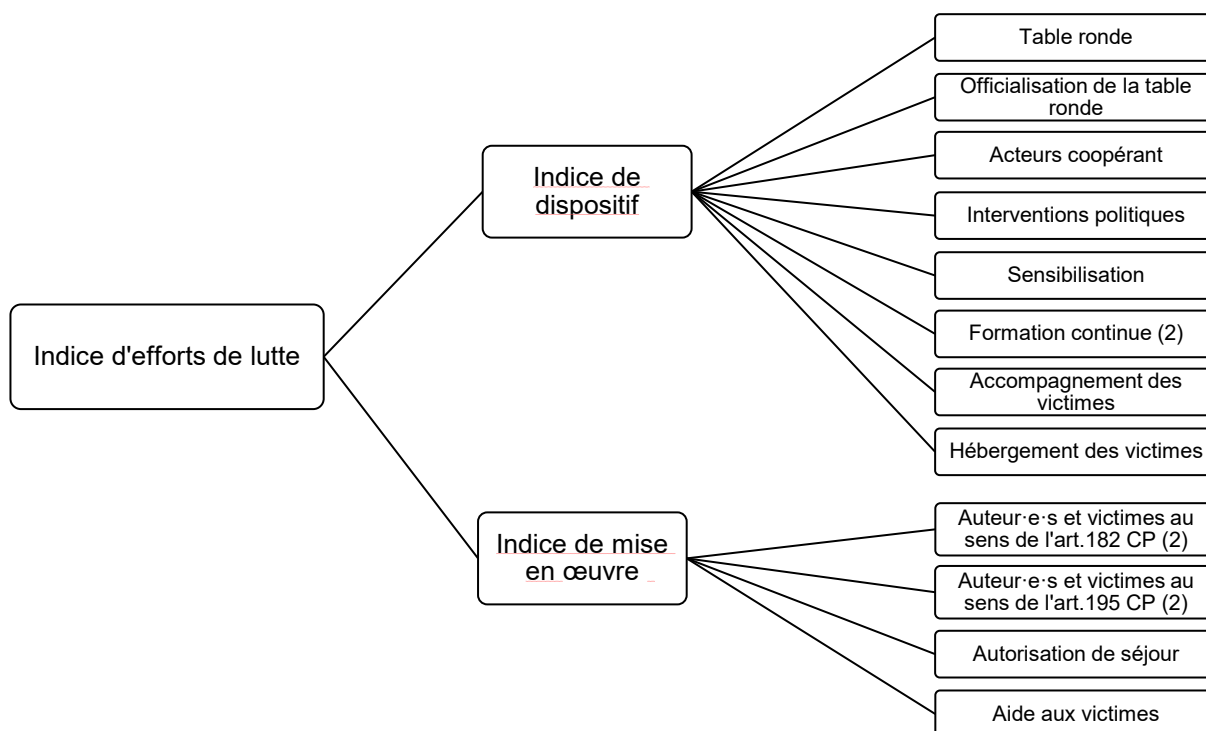 Table ronde
Officialisation de la table
ronde
Acteurs coopérant
Indice de
dispositif
Interventions politiques
Sensibilisation
Formation continue (2)
Indice d'efforts de lutte
Accompagnement des
victimes
Hébergement des victimes
Auteur·e·s et victimes au
sens de l'art.182 CP (2)
Indice de mise
en œuvre
Auteur·e·s et victimes au
sens de l'art.195 CP (2)
Autorisation de séjour
Aide aux victimes